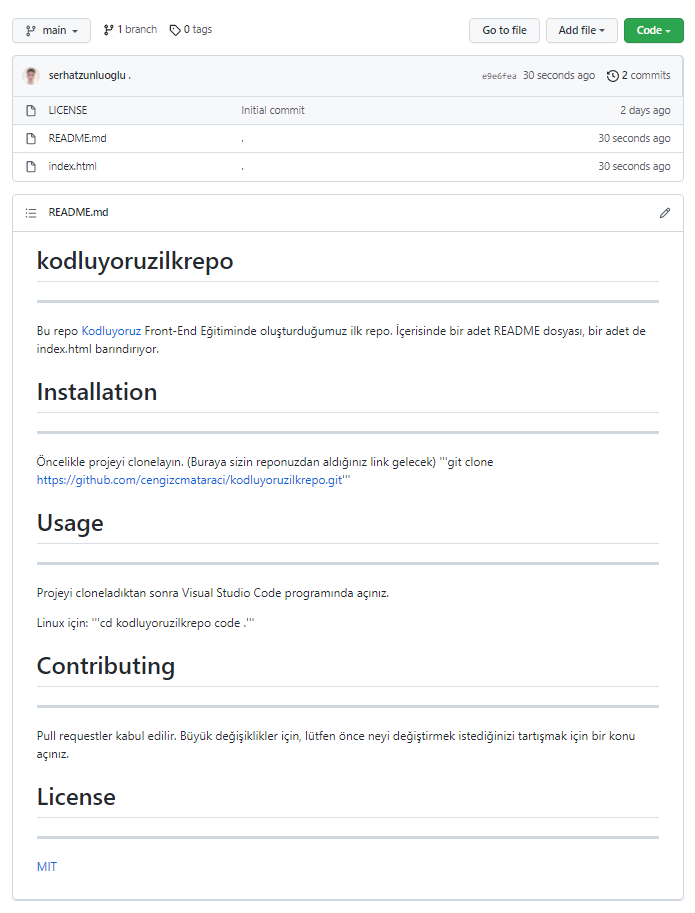 main 1 branch 0 tags Go to file Add file Code
serhatzunluoglu . e9e6fea 30 seconds ago 2 commits
LICENSE Initial commit 2 days ago
README.md . 30 seconds ago
index.html . 30 seconds ago
README.md
kodluyoruzilkrepo
Bu repo Kodluyoruz Front-End Eğitiminde oluşturduğumuz ilk repo. İçerisinde bir adet README dosyası, bir adet de
index.html barındırıyor.
Installation
Öncelikle projeyi clonelayın. (Buraya sizin reponuzdan aldığınız link gelecek) '''git clone
https://github.com/cengizcmataraci/kodluyoruzilkrepo.git'''
Usage
Projeyi cloneladıktan sonra Visual Studio Code programında açınız.
Linux için: '''cd kodluyoruzilkrepo code .'''
Contributing
Pull requestler kabul edilir. Büyük değişiklikler için, lütfen önce neyi değiştirmek istediğinizi tartışmak için bir konu
açınız.
License
MIT